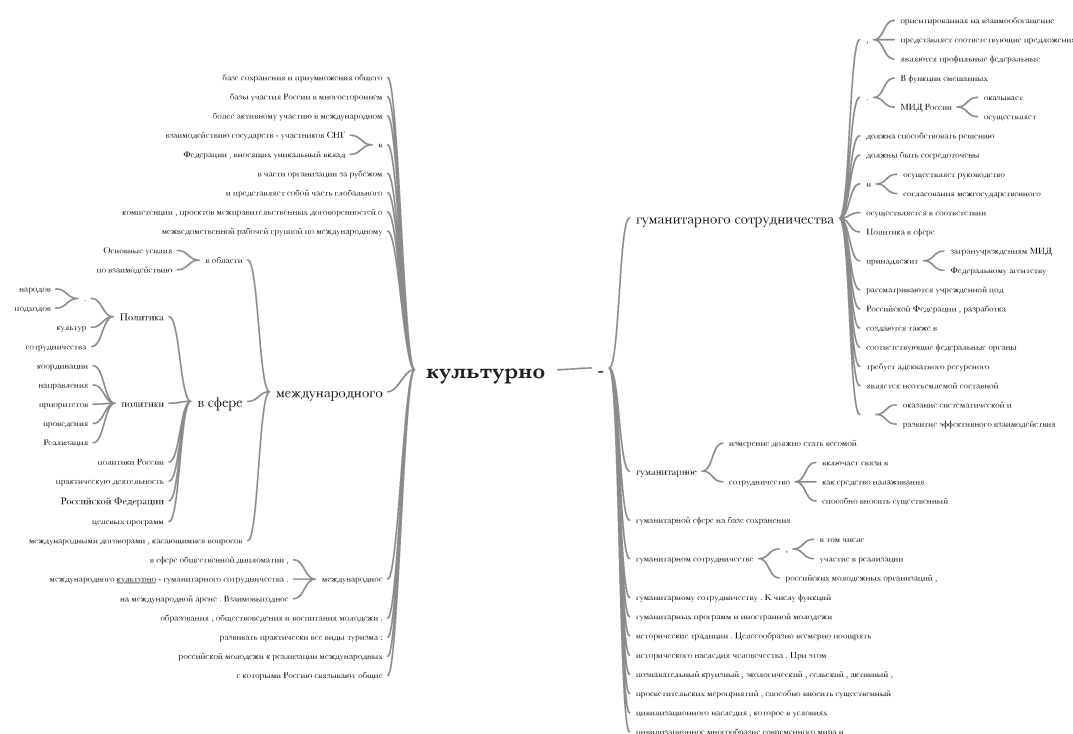 базе сохранения и приумножения общего
базы участия России в многостороннем
более активному участию в международном
взаимодействию государств - участников СНГ
в
Федерации , вносящих уникальный вклад
в части организации за рубежом
и представляет собой часть глобального
компетенции , проектов межправительственных договоренностей о
межведомственной рабочей группой по международному
Основные усилия
в области
по взаимодействию
народов
.
подходов
Политика
культур
сотрудничества
координации
направления
приоритетов
политики
в сфере
международного
проведения
Реализация
политики России
практическую деятельность
Российской Федерации
целевых программ
международными договорами , касающимися вопросов
в сфере общественной дипломатии ,
международного культурно - гуманитарного сотрудничества .
международное
на международной арене . Взаимовыгодное
образования , обществоведения и воспитания молодежи .
развивать практически все виды туризма :
российской молодежи к реализации международных
с которыми Россию связывают общие
культурно
-
ориентированная на взаимообогащение
,
представляет соответствующие предложения
являются профильные федеральные
В функции смешанных
.
МИД России
оказывает
осуществляет
должна способствовать решению
должны быть сосредоточены
осуществляет руководство
и
согласования межгосударственного
осуществляется в соответствии
гуманитарного сотрудничества
Политика в сфере
загранучреждениям МИД
принадлежит
Федеральному агентству
рассматриваются учрежденной под
Российской Федерации , разработка
создаются также в
соответствующие федеральные органы
требует адекватного ресурсного
является неотъемлемой составной
оказание систематической и
развитие эффективного взаимодействия
измерение должно стать весомой
гуманитарное
включает связи в
сотрудничество
как средство налаживания
способно вносить существенный
гуманитарной сфере на базе сохранения
в том числе
,
гуманитарном сотрудничестве
участие в реализации
российских молодежных организаций ,
гуманитарному сотрудничеству . К числу функций
гуманитарных программ и иностранной молодежи
исторические традиции . Целесообразно всемерно поощрять
исторического наследия человечества . При этом
познавательный круизный , экологический , сельский , активный ,
просветительских мероприятий , способно вносить существенный
цивилизационного наследия , которое в условиях
цивилизационное многообразие современного мира и